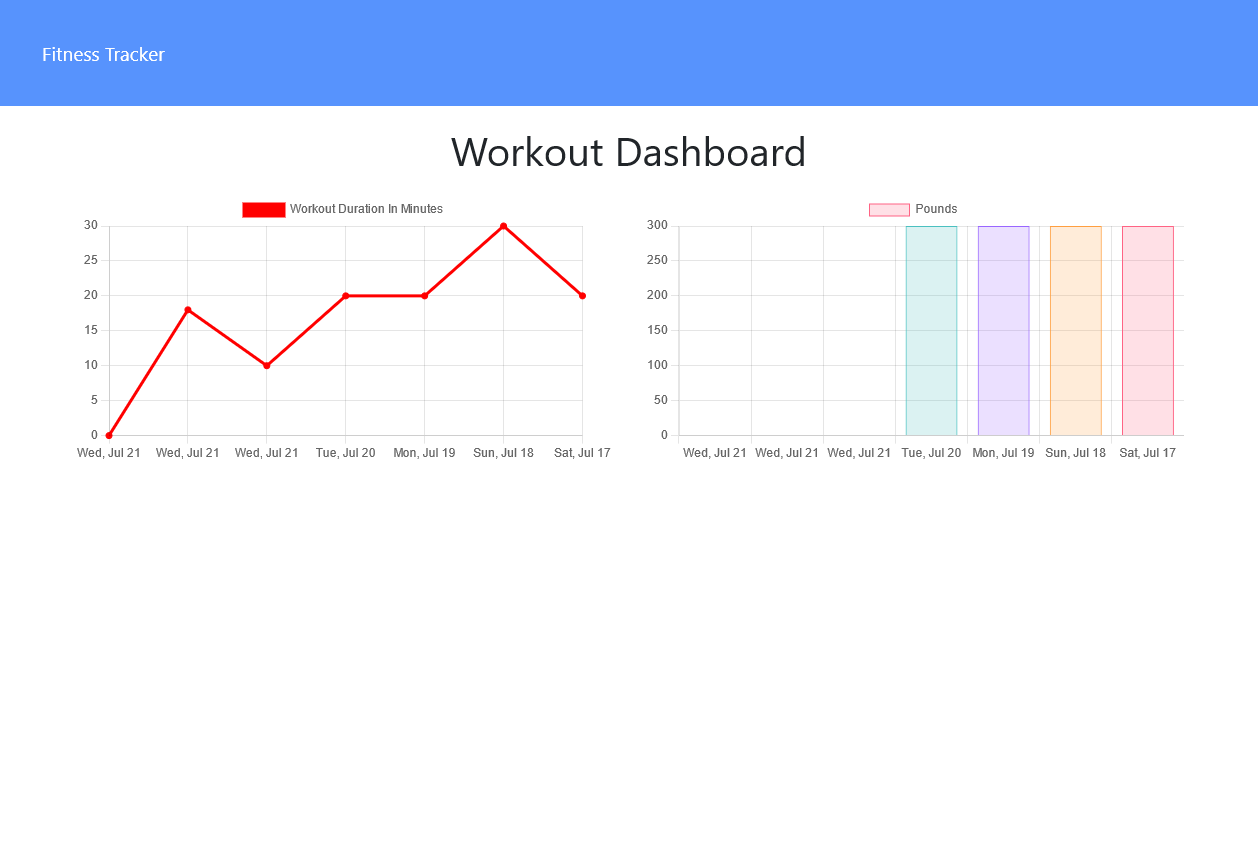 Fitness Tracker
Workout Dashboard
Workout Duration In Minutes
30
25
20
15
10
5
0
Wed, Jul 21 Wed, Jul 21 Wed, Jul 21 Tue, Jul 20 Mon, Jul 19 Sun, Jul 18 Sat, Jul 17
Pounds
300
250
200
150
100
50
0
Wed, Jul 21 Wed, Jul 21 Wed, Jul 21 Tue, Jul 20 Mon, Jul 19 Sun, Jul 18 Sat, Jul 17